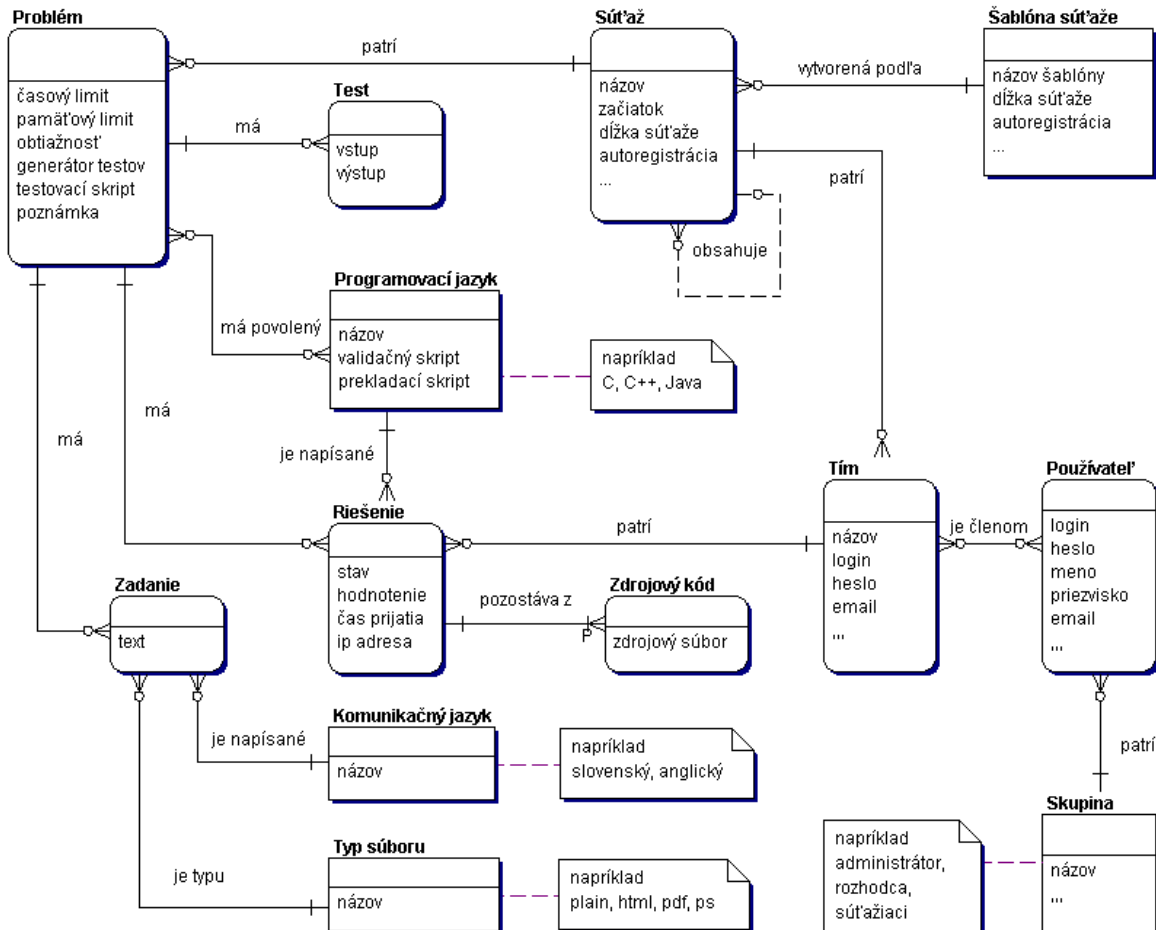 Problém
časový limit
pamäťový limit
obtiažnosť
generátor testov
testovací skript
poznámka
patrí
Súťaž
názov
začiatok
dĺžka súťaže
autoregistrácia
...
vytvorená podľa
Šablóna súťaže
názov šablóny
dĺžka súťaže
autoregistrácia
...
má
Test
vstup
výstup
obsahuje
patrí
má povolený
Programovací jazyk
názov
validačný skript
prekladací skript
napríklad
C, C++, Java
má
má
je napísané
Riešenie
stav
hodnotenie
čas prijatia
ip adresa
patrí
Tím
názov
login
heslo
email
...
je členom
Používateľ
login
heslo
meno
priezvisko
email
...
pozostáva z
P
Zdrojový kód
zdrojový súbor
Zadanie
text
je napísané
Komunikačný jazyk
názov
napríklad
slovenský, anglický
patrí
je typu
Typ súboru
názov
napríklad
plain, html, pdf, ps
napríklad
administrátor,
rozhodca,
súťažiaci
Skupina
názov
...